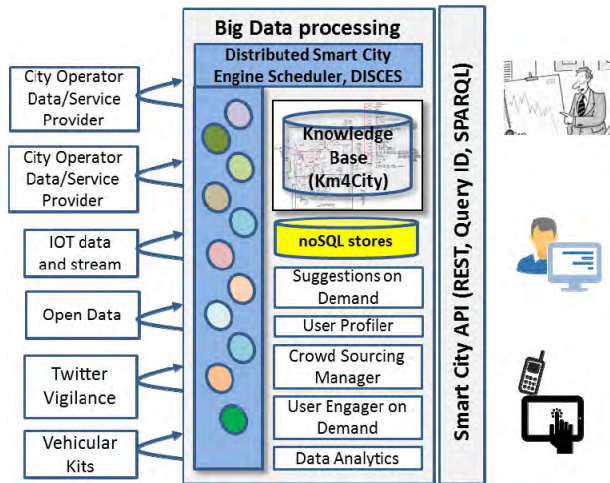 Big Data processing
Distributed Smart City
Engine Scheduler, DISCES
City Operator
Data/Service
Provider
City Operator
Data/Service
Provider
IOT data
and stream
Open Data
Twitter
Vigilance
Vehicular
Kits
Knowledge
Base
(Km4City)
noSQL stores
Suggestions on
Demand
User Profiler
Crowd Sourcing
Manager
User Engager on
Demand
Data Analytics
Smart City API (REST, Query ID, SPARQL)